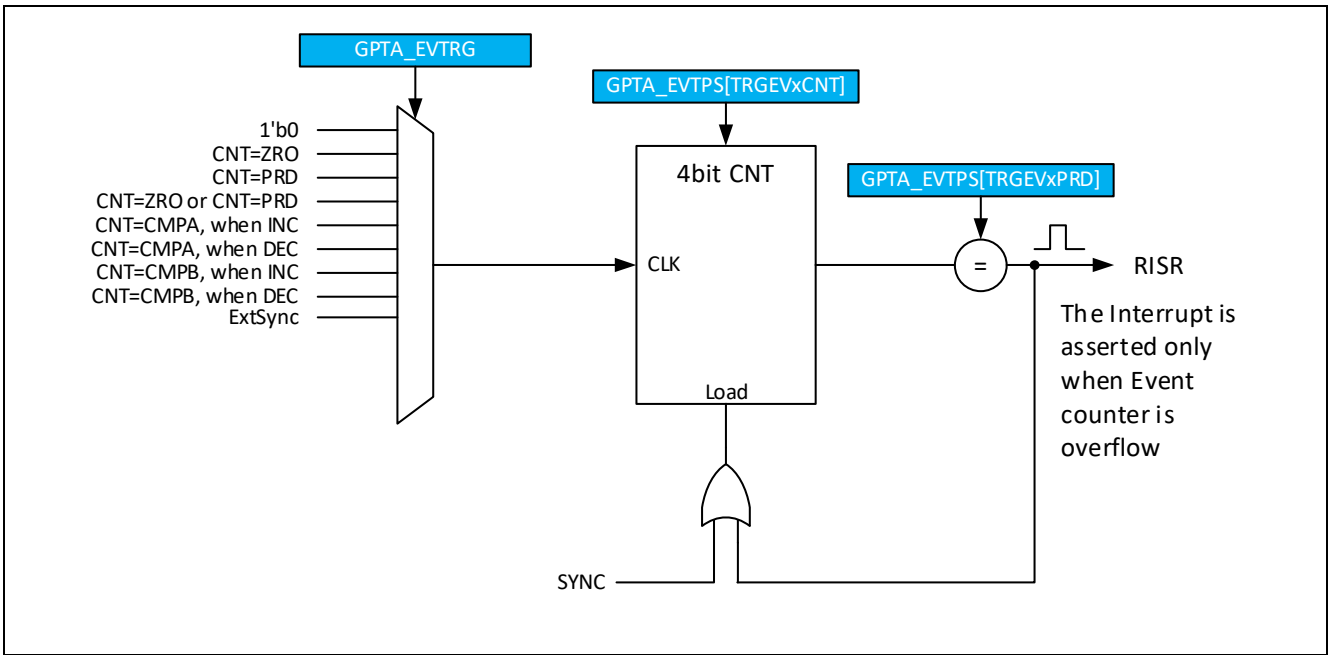 GPTA_EVTRG
GPTA_EVTPS[TRGEVxCNT]
1'b0
CNT=ZRO
CNT=PRD
CNT=ZRO or CNT=PRD
CNT=CMPA, when INC
CNT=CMPA, when DEC
CNT=CMPB, when INC
CNT=CMPB, when DEC
ExtSync
4bit CNT
CLK
Load
GPTA_EVTPS[TRGEVxPRD]
=
RISR
The Interrupt is
asserted only
when Event
counter is
overflow
SYNC